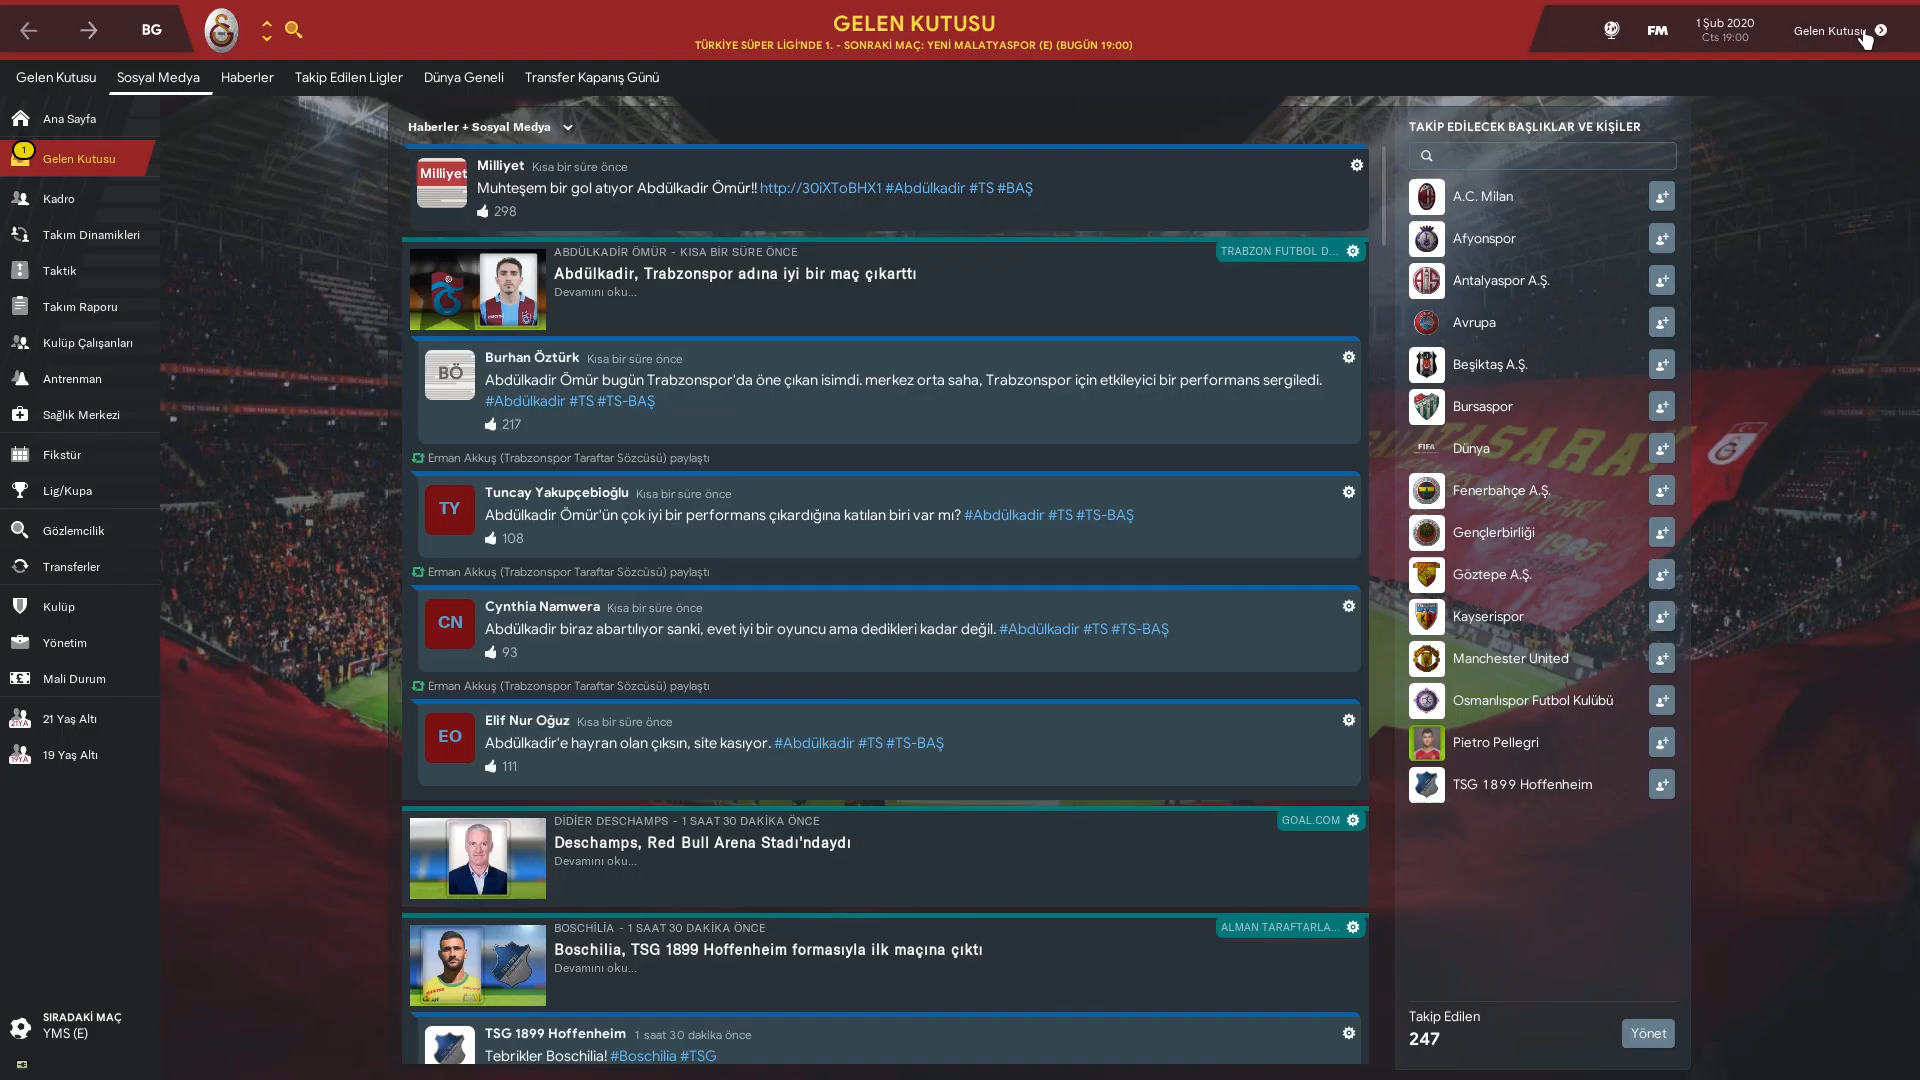 BG
GELEN KUTUSU
TÜRKİYE SÜPER LİGİ'NDE 1. - SONRAKİ MAÇ: YENİ MALATYASPOR (E) (BUGÜN 19:00)
FM
1 Şub 2020
Cts 19:00
Gelen Kutusu
Gelen Kutusu
Sosyal Medya
Haberler
Takip Edilen Ligler
Dünya Geneli
Transfer Kapanış Günü
Ana Sayfa
1
Gelen Kutusu
Kadro
Takım Dinamikleri
Taktik
Takım Raporu
Kulüp Çalışanları
Antrenman
Sağlık Merkezi
Fikstür
Lig/Kupa
Gözlemcilik
Transferler
Kulüp
Yönetim
Mali Durum
21YA
21 Yaş Altı
19YA
19 Yaş Altı
SIRADAKİ MAÇ
YMS (E)
Haberler + Sosyal Medya
Milliyet
Milliyet Kısa bir süre önce
Muhteşem bir gol atıyor Abdülkadir Ömür!! http://30iXToBHX1 #Abdülkadir #TS #BAŞ
298
ABDÜLKADİR ÖMÜR - KISA BİR SÜRE ÖNCE
TRABZON FUTBOL D...
Abdülkadir, Trabzonspor adına iyi bir maç çıkarttı
Devamını oku...
BÖ
Burhan Öztürk Kısa bir süre önce
Abdülkadir Ömür bugün Trabzonspor'da öne çıkan isimdi. merkez orta saha, Trabzonspor için etkileyici bir performans sergiledi.
#Abdülkadir #TS #TS-BAŞ
217
Erman Akkuş (Trabzonspor Taraftar Sözcüsü) paylaştı
TY
Tuncay Yakupçebioğlu Kısa bir süre önce
Abdülkadir Ömür'ün çok iyi bir performans çıkardığına katılan biri var mı? #Abdülkadir #TS #TS-BAŞ
108
Erman Akkuş (Trabzonspor Taraftar Sözcüsü) paylaştı
CN
Cynthia Namwera Kısa bir süre önce
Abdülkadir biraz abartılıyor sanki, evet iyi bir oyuncu ama dedikleri kadar değil. #Abdülkadir #TS #TS-BAŞ
93
Erman Akkuş (Trabzonspor Taraftar Sözcüsü) paylaştı
EO
Elif Nur Oğuz Kısa bir süre önce
Abdülkadir'e hayran olan çıksın, site kasıyor. #Abdülkadir #TS #TS-BAŞ
111
DİDİER DESCHAMPS - 1 SAAT 30 DAKİKA ÖNCE
GOAL.COM
Deschamps, Red Bull Arena Stadı'ndaydı
Devamını oku...
BOSCHİLİA - 1 SAAT 30 DAKİKA ÖNCE
ALMAN TARAFTARLA...
Boschilia, TSG 1899 Hoffenheim formasıyla ilk maçına çıktı
Devamını oku...
TSG 1899 Hoffenheim 1 saat 30 dakika önce
Tebrikler Boschilia! #Boschilia #TSG
TAKİP EDİLECEK BAŞLIKLAR VE KİŞİLER
A.C. Milan
Afyonspor
Antalyaspor A.Ş.
Avrupa
Beşiktaş A.Ş.
Bursaspor
FIFA
Dünya
Fenerbahçe A.Ş.
Gençlerbirliği
Göztepe A.Ş.
Kayserispor
Manchester United
Osmanlıspor Futbol Kulübü
Pietro Pellegri
TSG 1899 Hoffenheim
Takip Edilen
247
Yönet